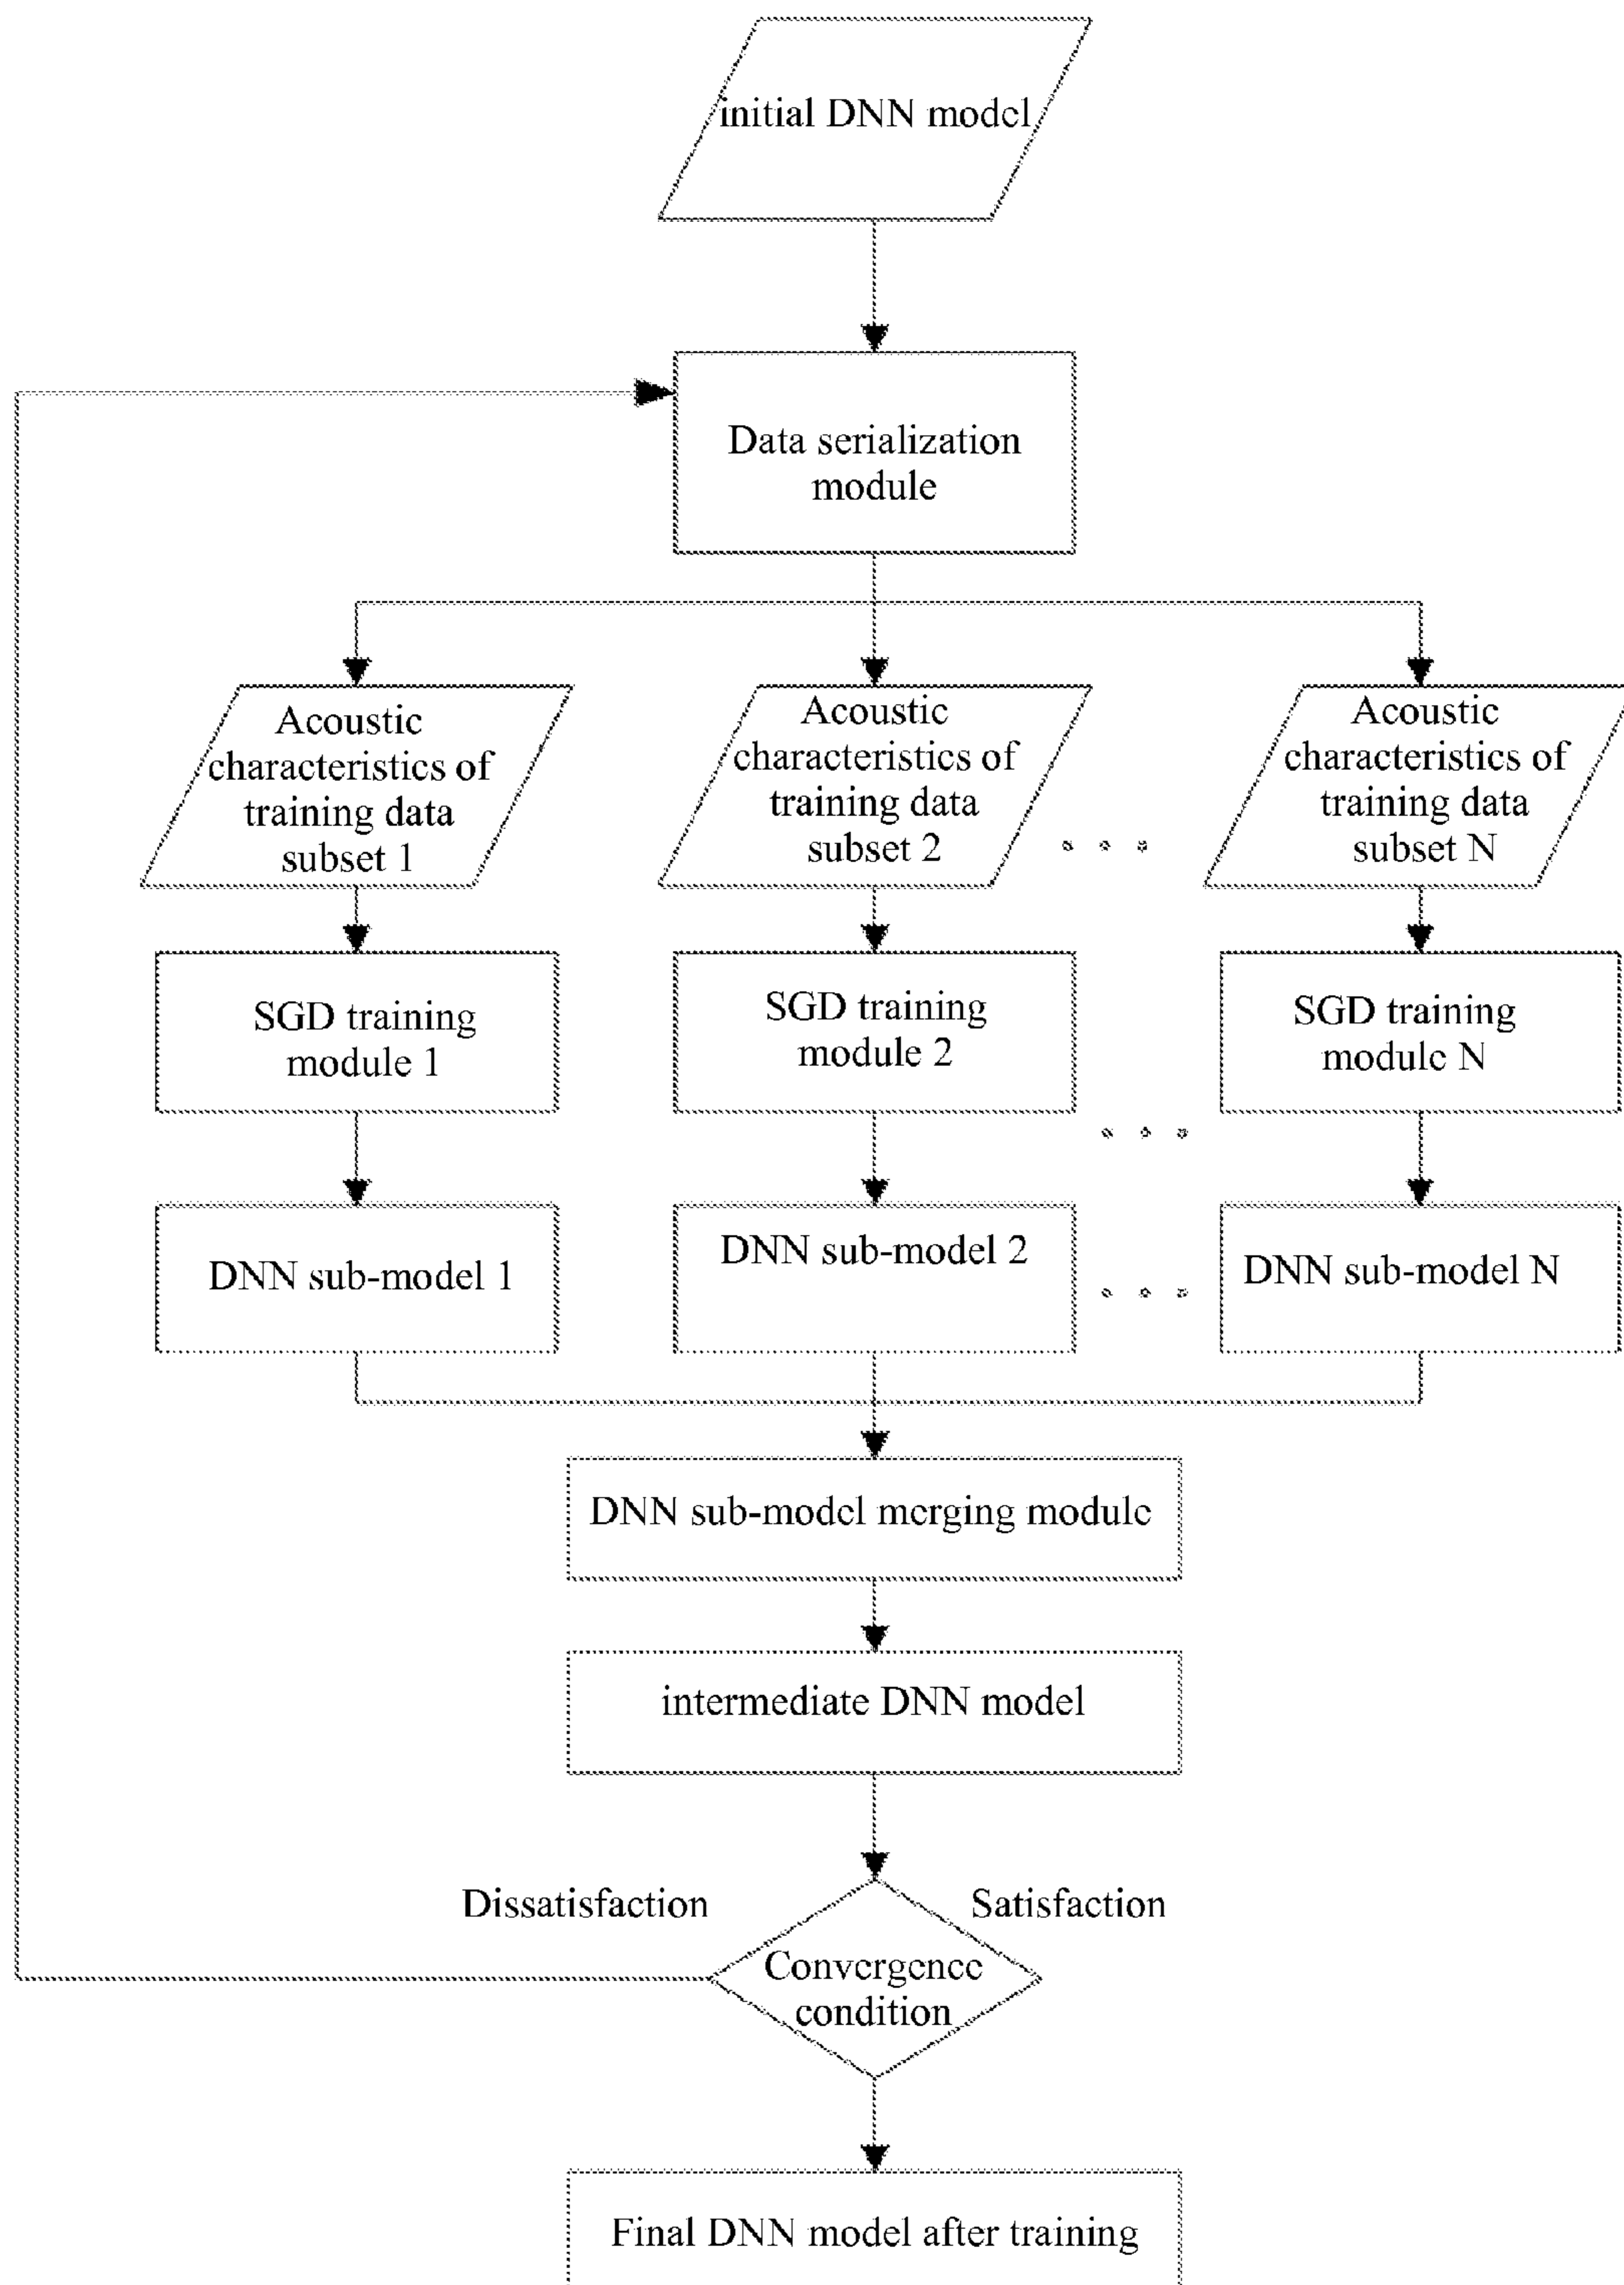 initial DNN model
Data serialization
module
Acoustic
characteristics of
training data
subset 1
Acoustic
characteristics of
training data
subset 2
Acoustic
characteristics of
training data
subset N
SGD training
module 1
SGD training
module 2
SGD training
module N
DNN sub-model 1
DNN sub-model 2
DNN sub-model N
DNN sub-model merging module
intermediate DNN model
Dissatisfaction
Satisfaction
Convergence
condition
Final DNN model after training